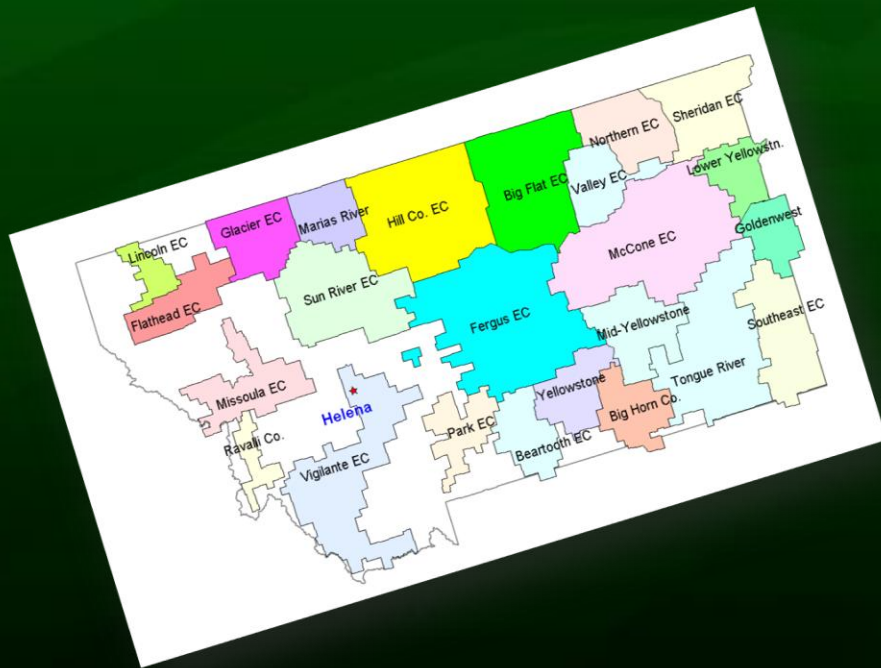 Lincoln EC
Glacier EC
Marias River
Hill Co. EC
Big Flat EC
Northern EC
Sheridan EC
Valley EC
Lower Yellowstn.
Flathead EC
Sun River EC
McCone EC
Goldenwest
Fergus EC
Mid-Yellowstone
Southeast EC
Missoula EC
Helena
Yellowstone
Tongue River
Ravalli Co.
Park EC
Big Horn Co.
Vigilante EC
Beartooth EC